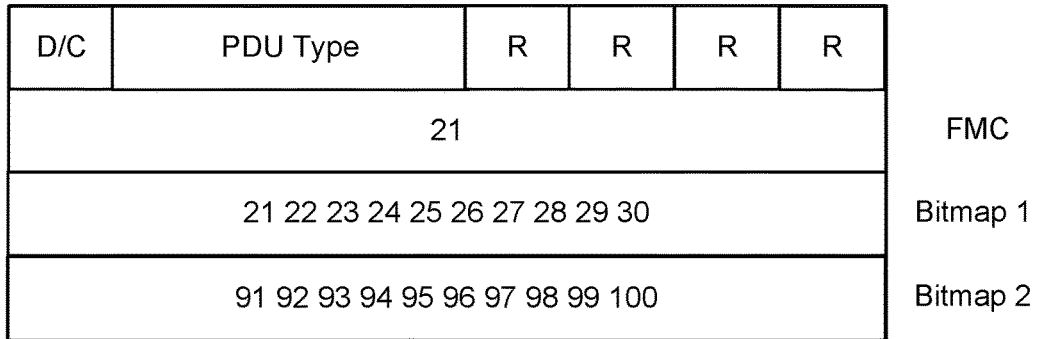 D/C PDU Type R R R R
21 FMC
21 22 23 24 25 26 27 28 29 30 Bitmap 1
91 92 93 94 95 96 97 98 99 100 Bitmap 2